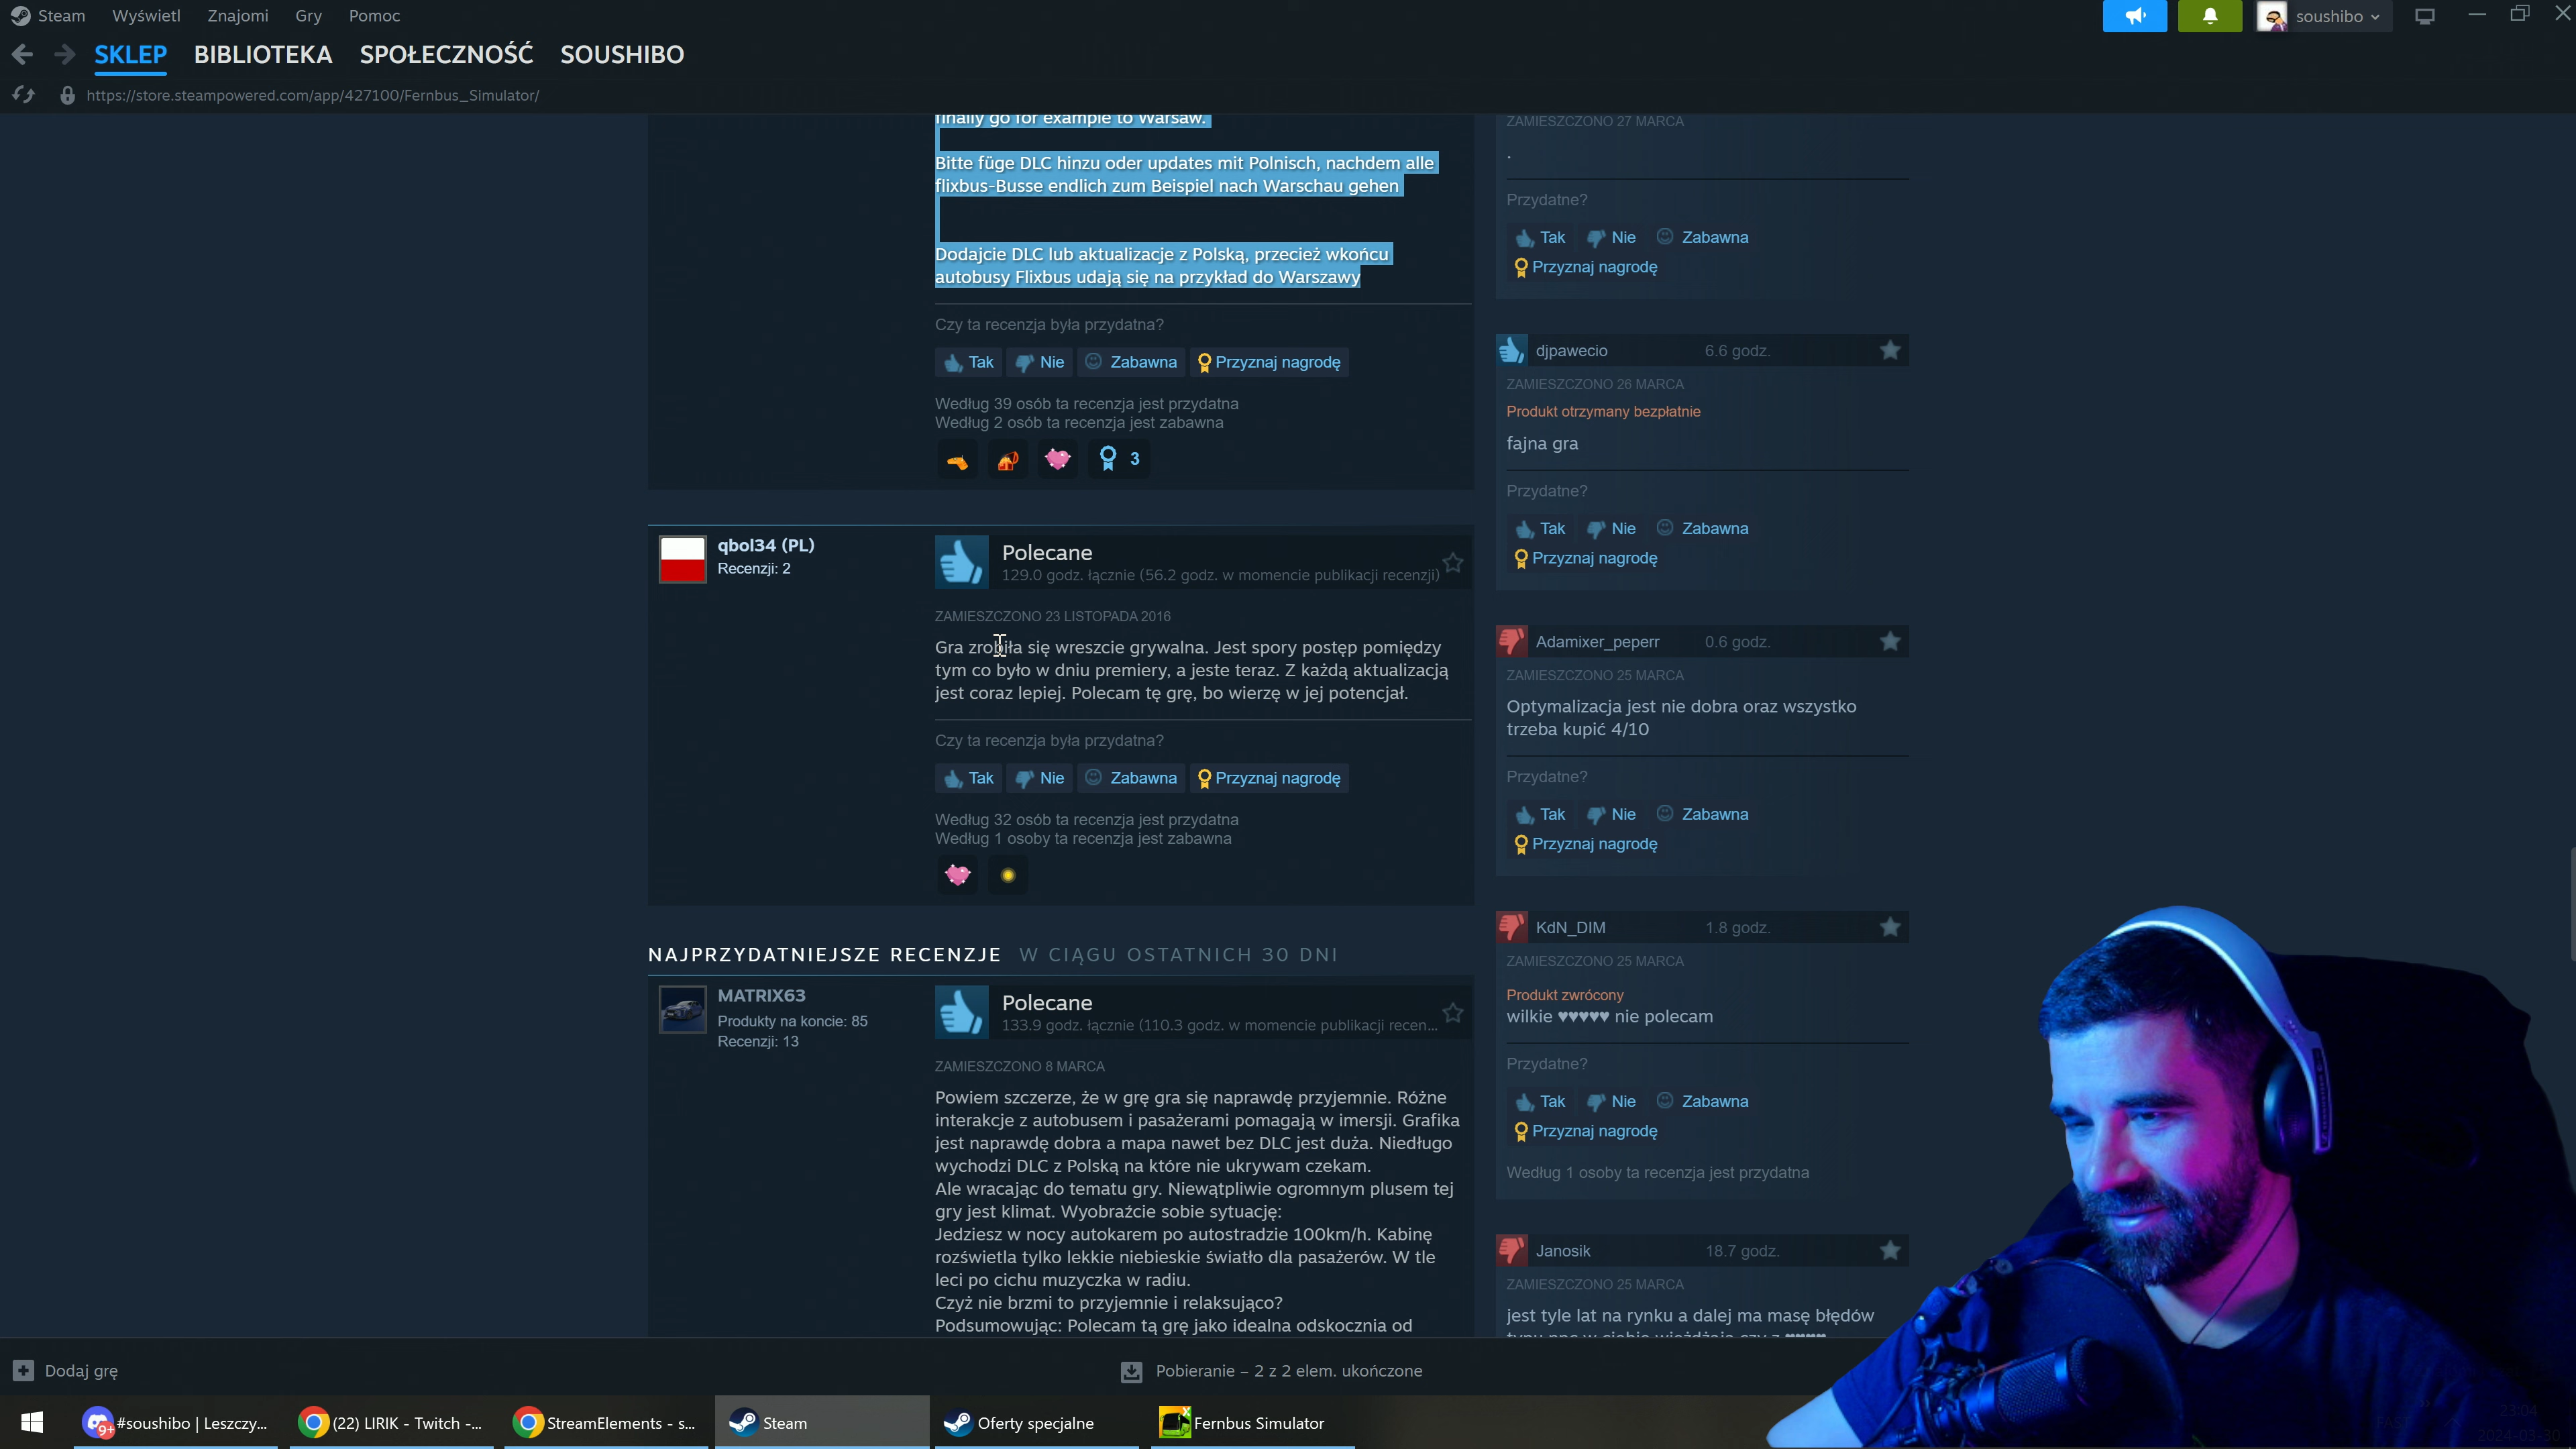 Steam Wyświetl Znajomi Gry Pomoc
soushibo
SKLEP BIBLIOTEKA SPOŁECZNOŚĆ SOUSHIBO
https://store.steampowered.com/app/427100/Fernbus_Simulator/
finally go for example to Warsaw.
Bitte füge DLC hinzu oder updates mit Polnisch, nachdem alle
flixbus-Busse endlich zum Beispiel nach Warschau gehen
Dodajcie DLC lub aktualizacje z Polską, przecież wkońcu
autobusy Flixbus udają się na przykład do Warszawy
Czy ta recenzja była przydatna?
Tak Nie Zabawna Przyznaj nagrodę
Według 39 osób ta recenzja jest przydatna
Według 2 osób ta recenzja jest zabawna
3
qbol34 (PL)
Recenzji: 2
Polecane
129.0 godz. łącznie (56.2 godz. w momencie publikacji recenzji)
ZAMIESZCZONO 23 LISTOPADA 2016
Gra zrobiła się wreszcie grywalna. Jest spory postęp pomiędzy
tym co było w dniu premiery, a jeste teraz. Z każdą aktualizacją
jest coraz lepiej. Polecam tę grę, bo wierzę w jej potencjał.
Czy ta recenzja była przydatna?
Tak Nie Zabawna Przyznaj nagrodę
Według 32 osób ta recenzja jest przydatna
Według 1 osoby ta recenzja jest zabawna
NAJPRZYDATNIEJSZE RECENZJE W CIĄGU OSTATNICH 30 DNI
MATRIX63
Produkty na koncie: 85
Recenzji: 13
Polecane
133.9 godz. łącznie (110.3 godz. w momencie publikacji recen...
ZAMIESZCZONO 8 MARCA
Powiem szczerze, że w grę gra się naprawdę przyjemnie. Różne
interakcje z autobusem i pasażerami pomagają w imersji. Grafika
jest naprawdę dobra a mapa nawet bez DLC jest duża. Niedługo
wychodzi DLC z Polską na które nie ukrywam czekam.
Ale wracając do tematu gry. Niewątpliwie ogromnym plusem tej
gry jest klimat. Wyobraźcie sobie sytuację:
Jedziesz w nocy autokarem po autostradzie 100km/h. Kabinę
rozświetla tylko lekkie niebieskie światło dla pasażerów. W tle
leci po cichu muzyczka w radiu.
Czyż nie brzmi to przyjemnie i relaksująco?
Podsumowując: Polecam tą grę jako idealna odskocznia od
ZAMIESZCZONO 27 MARCA
.
Przydatne?
Tak Nie Zabawna
Przyznaj nagrodę
djpawecio 6.6 godz.
ZAMIESZCZONO 26 MARCA
Produkt otrzymany bezpłatnie
fajna gra
Przydatne?
Tak Nie Zabawna
Przyznaj nagrodę
Adamixer_peperr 0.6 godz.
ZAMIESZCZONO 25 MARCA
Optymalizacja jest nie dobra oraz wszystko
trzeba kupić 4/10
Przydatne?
Tak Nie Zabawna
Przyznaj nagrodę
KdN_DIM 1.8 godz.
ZAMIESZCZONO 25 MARCA
Produkt zwrócony
wilkie ♥♥♥♥♥ nie polecam
Przydatne?
Tak Nie Zabawna
Przyznaj nagrodę
Według 1 osoby ta recenzja jest przydatna
Janosik 18.7 godz.
ZAMIESZCZONO 25 MARCA
jest tyle lat na rynku a dalej ma masę błędów
Dodaj grę
Pobieranie – 2 z 2 elem. ukończone
9+ #soushibo | Leszczy... (22) LIRIK - Twitch -... StreamElements - s... Steam Oferty specjalne Fernbus Simulator
23:04
2024-03-30